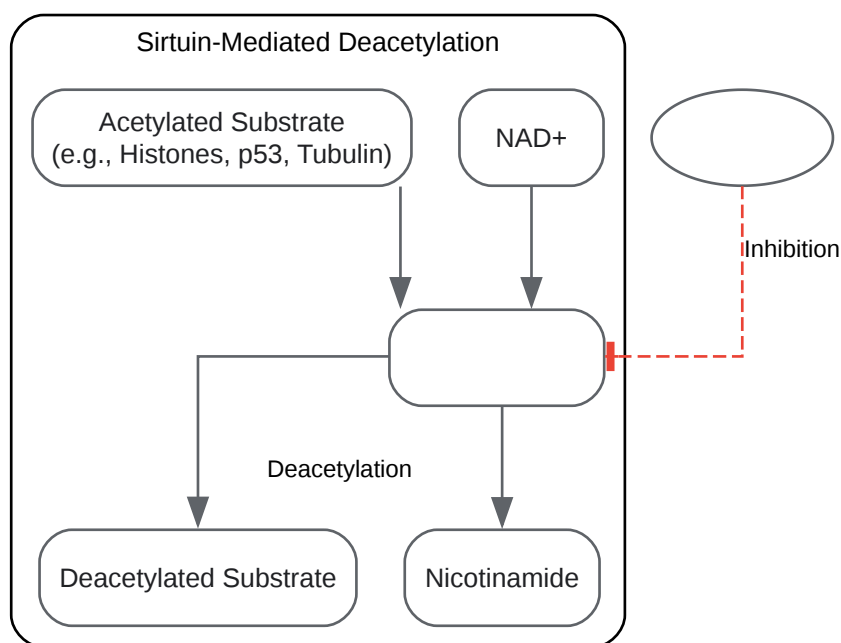 Sirtuin-Mediated Deacetylation
Acetylated Substrate
(e.g., Histones, p53, Tubulin)
NAD+
Inhibition
Deacetylation
Deacetylated Substrate
Nicotinamide